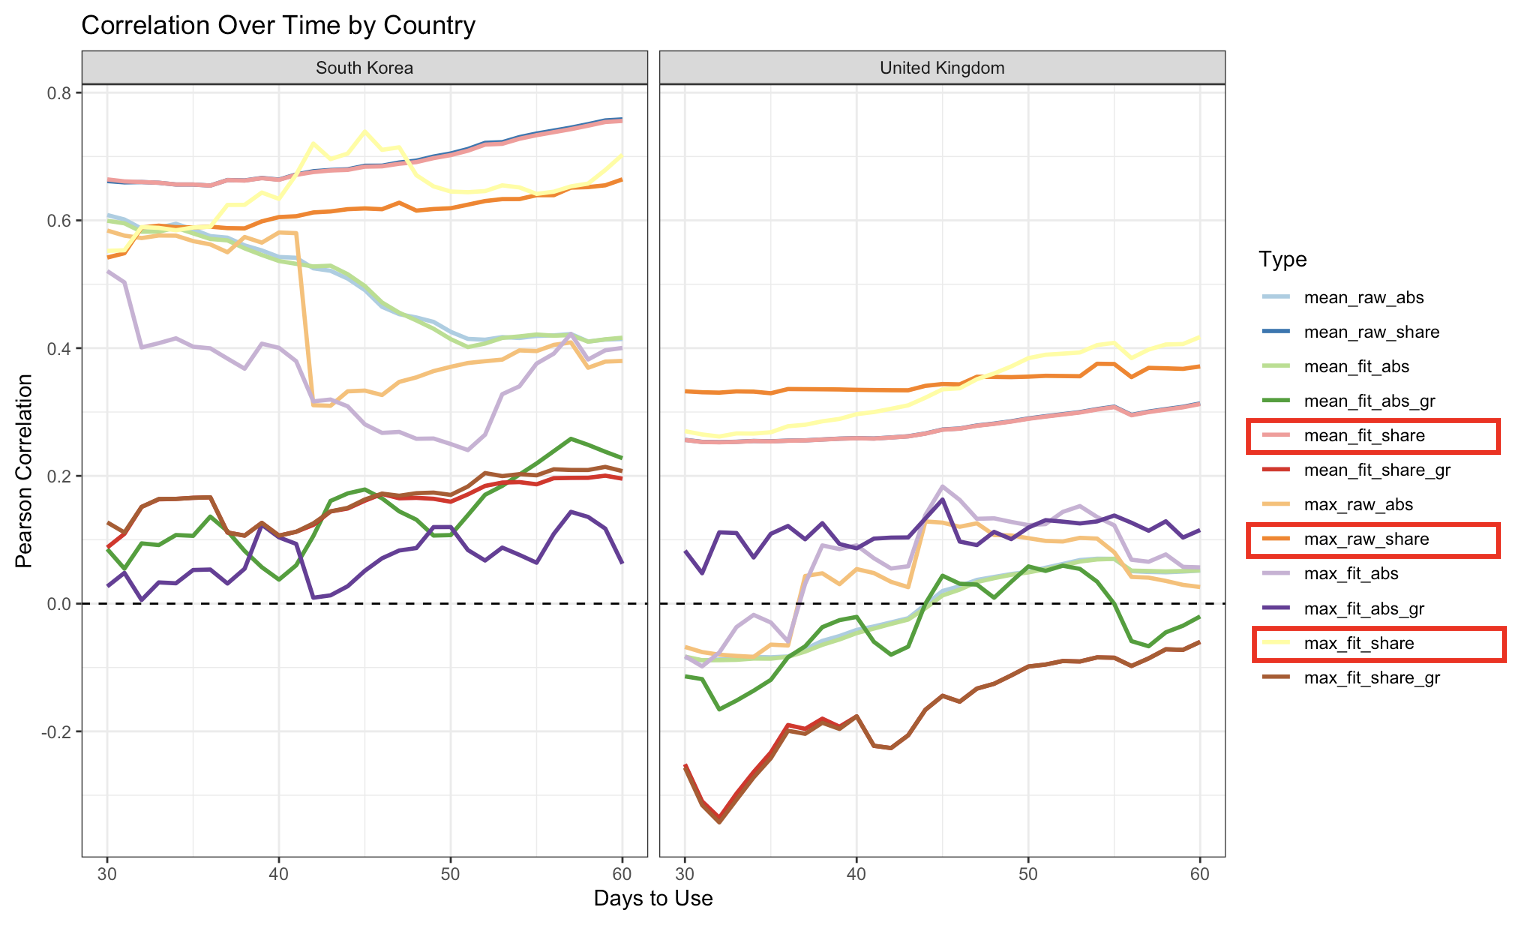 Correlation Over Time by Country
South Korea
United Kingdom
0.8
0.6
0.4
0.2
0.0
-0.2
Pearson Correlation
30
40
50
60
30
40
50
60
Days to Use
Type
mean_raw_abs
mean_raw_share
mean_fit_abs
mean_fit_abs_gr
mean_fit_share
mean_fit_share_gr
max_raw_abs
max_raw_share
max_fit_abs
max_fit_abs_gr
max_fit_share
max_fit_share_gr